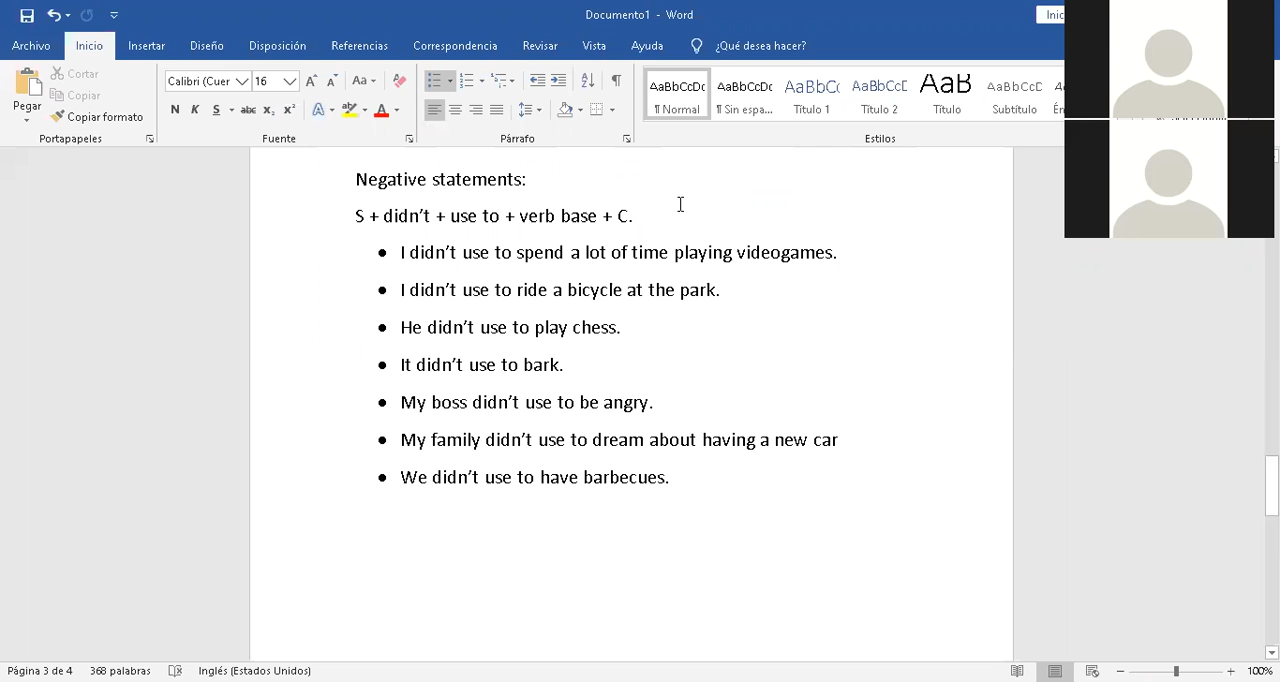 Documento1 - Word
Inic
Archivo Inicio Insertar Diseño Disposición Referencias Correspondencia Revisar Vista Ayuda ¿Qué desea hacer?
Pegar
Cortar
Copiar
Copiar formato
Portapapeles
Calibri (Cuer 16
N K S abc x₂ x²
Fuente
Párrafo
AaBbCcDc AaBbCcDc AaBbCc AaBbCcD AaB AaBbCcD
¶ Normal ¶ Sin espa... Título 1 Título 2 Título Subtítulo
Estilos
Negative statements:
S + didn’t + use to + verb base + C.
• I didn’t use to spend a lot of time playing videogames.
• I didn’t use to ride a bicycle at the park.
• He didn’t use to play chess.
• It didn’t use to bark.
• My boss didn’t use to be angry.
• My family didn’t use to dream about having a new car
• We didn’t use to have barbecues.
Página 3 de 4 368 palabras Inglés (Estados Unidos) 100%